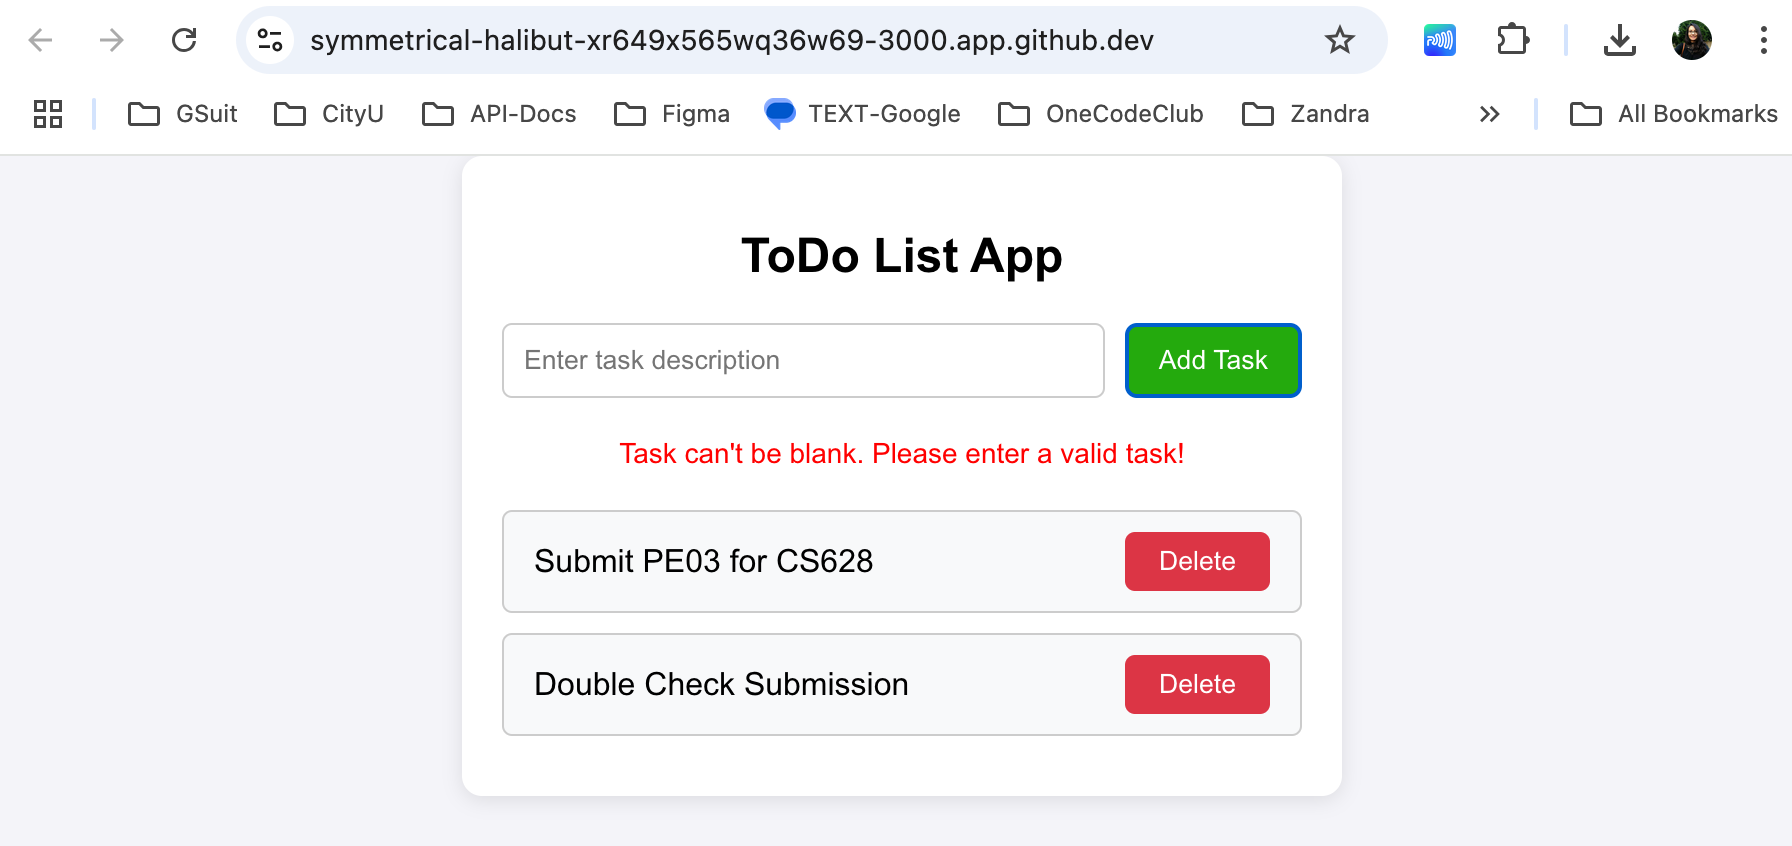 symmetrical-halibut-xr649x565wq36w69-3000.app.github.dev
GSuit CityU API-Docs Figma TEXT-Google OneCodeClub Zandra All Bookmarks
ToDo List App
Enter task description Add Task
Task can't be blank. Please enter a valid task!
Submit PE03 for CS628 Delete
Double Check Submission Delete